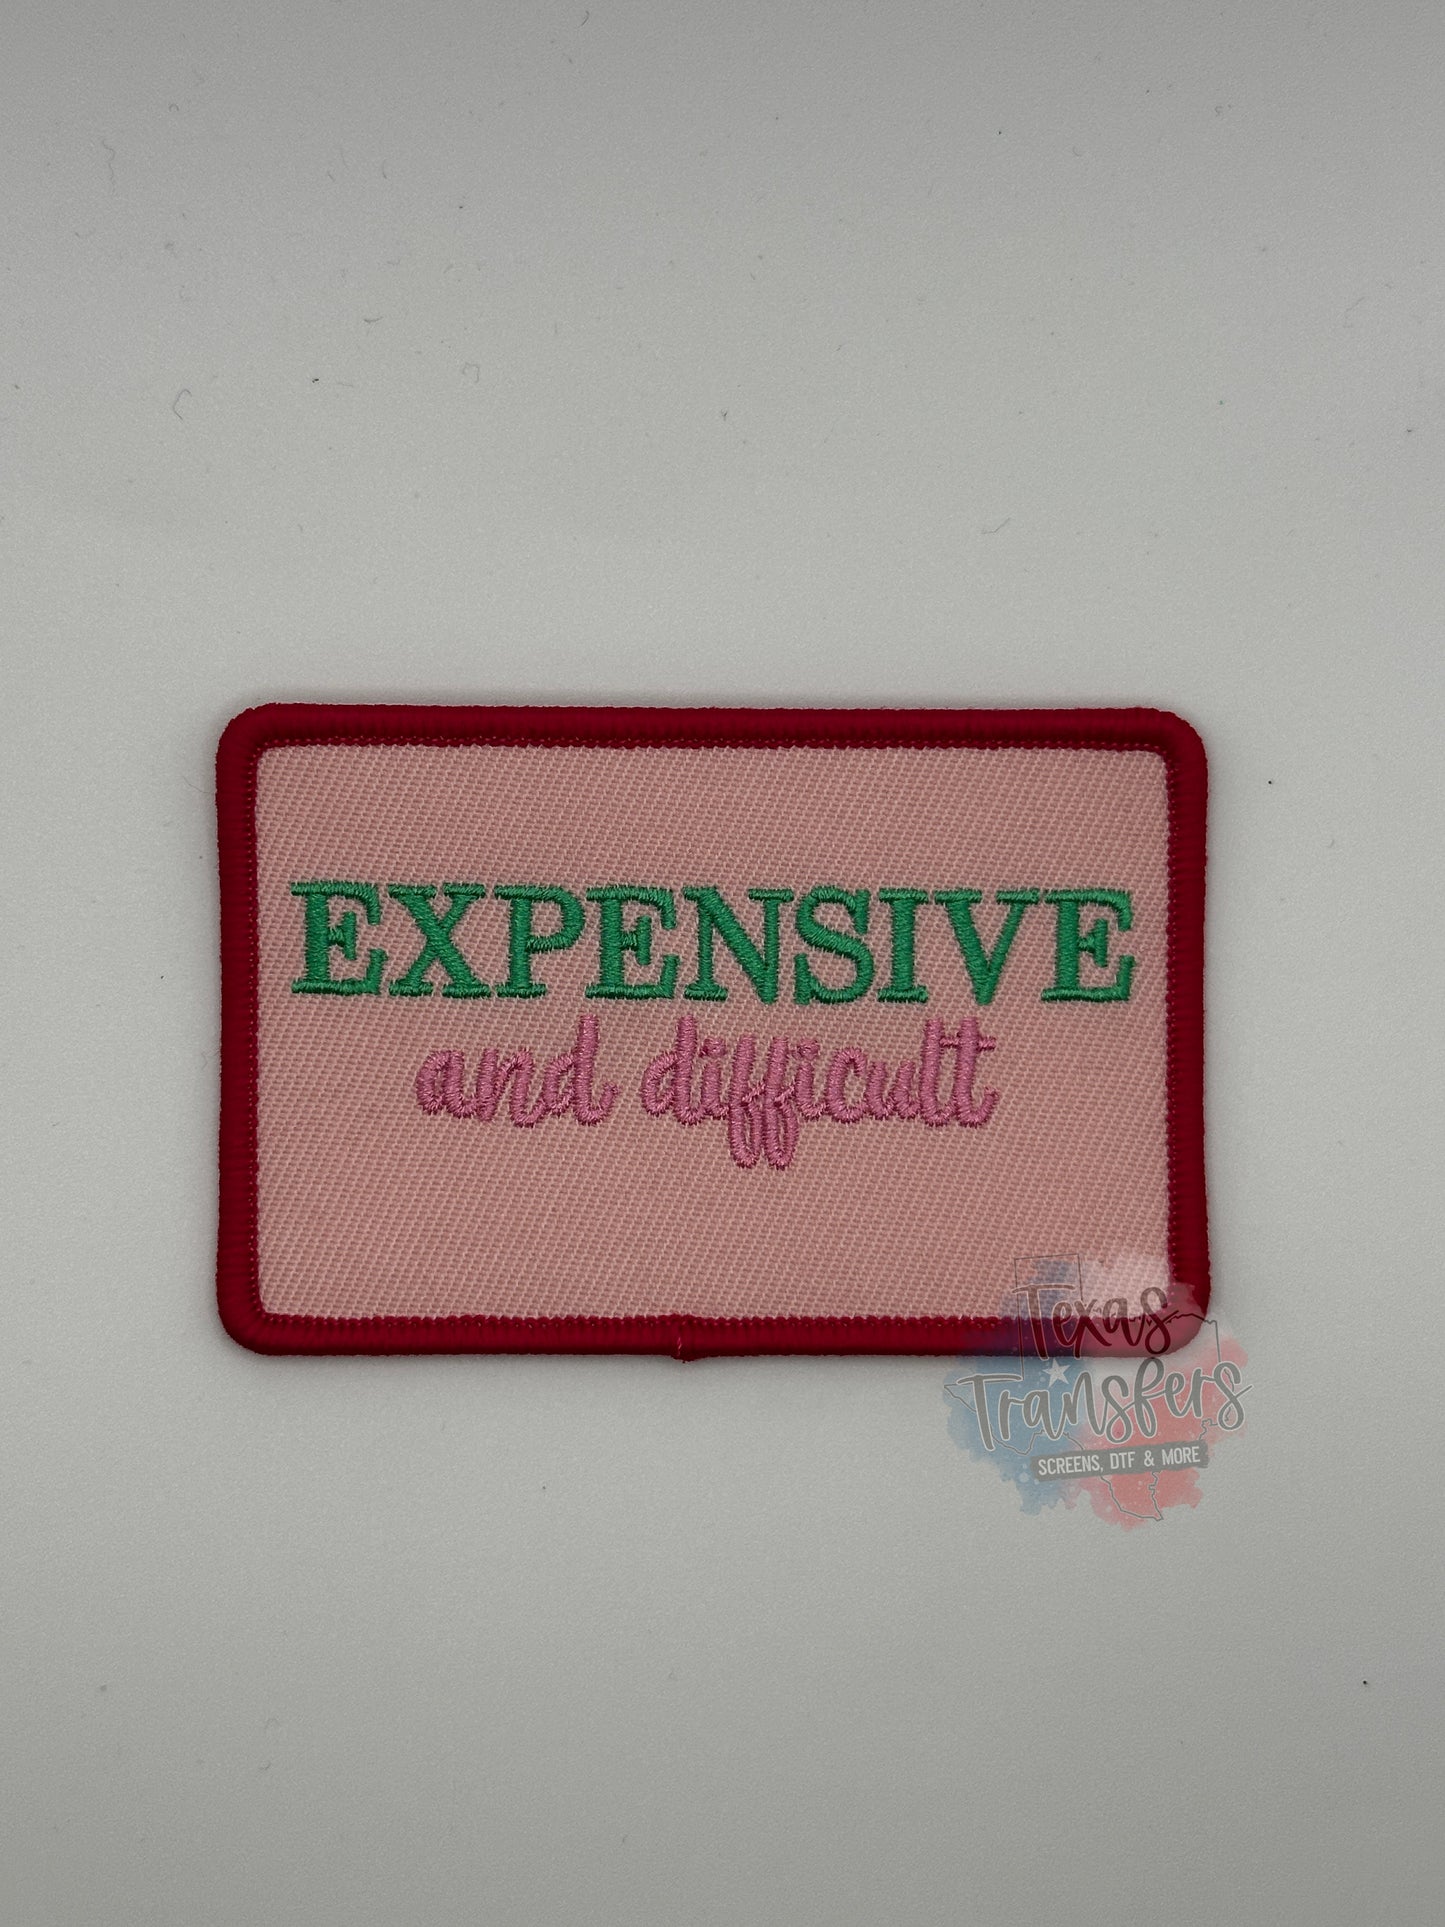 EXPENSIVE
and difficult
Texas
Transfers
SCREENS, DTF & MORE